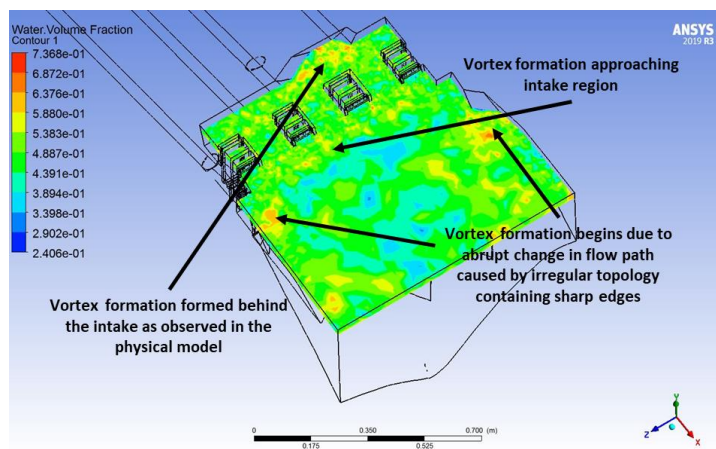 Water.Volume Fraction
Contour 1
7.368e-01
6.872e-01
6.376e-01
5.880e-01
5.383e-01
4.887e-01
4.391e-01
3.894e-01
3.398e-01
2.902e-01
2.406e-01
ANSYS
2019 R3
Vortex formation approaching
intake region
Vortex formation begins due to
abrupt change in flow path
caused by irregular topology
containing sharp edges
Vortex formation formed behind
the intake as observed in the
physical model
0 0.350 0.700 (m)
0.175 0.525
Y
Z X